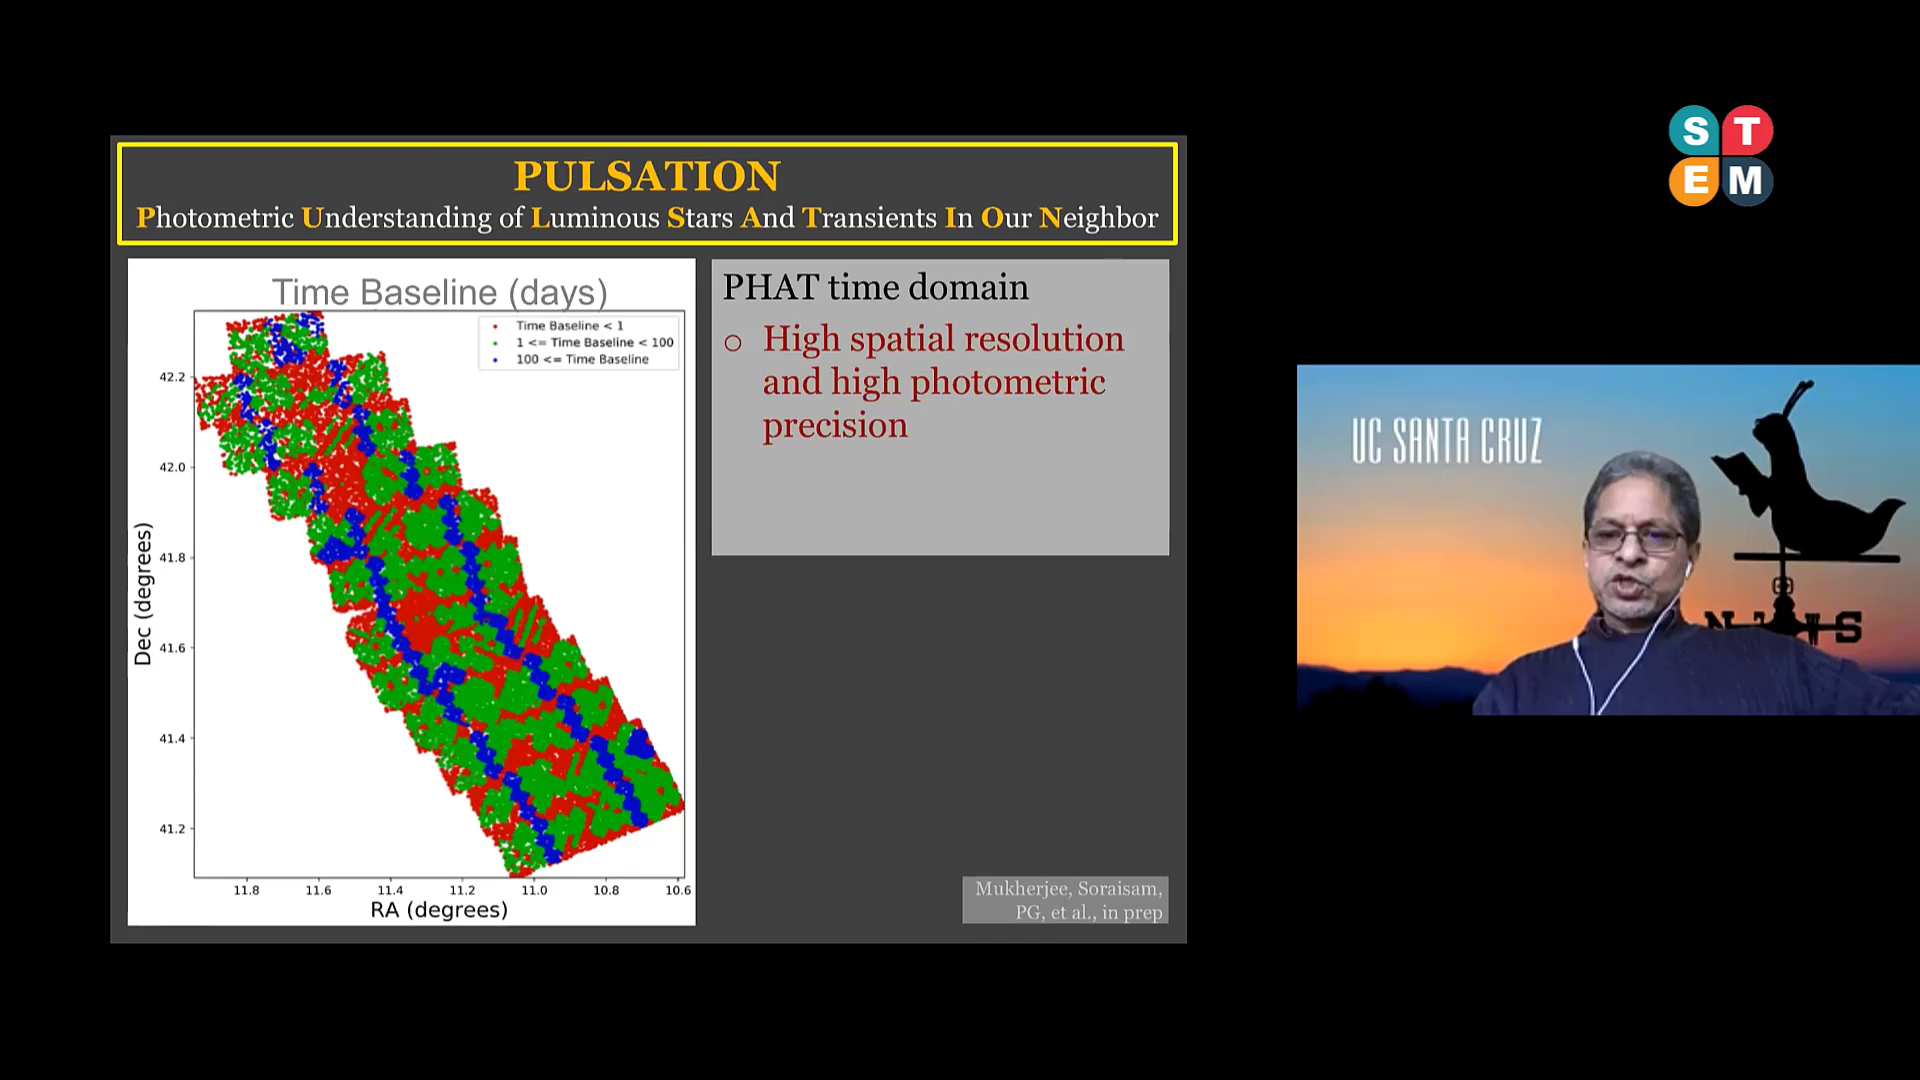 PULSATION
Photometric Understanding of Luminous Stars And Transients In Our Neighbor
Time Baseline (days)
Time Baseline < 1
1 <= Time Baseline < 100
100 <= Time Baseline
42.2
42.0
41.8
41.6
41.4
41.2
Dec (degrees)
11.8 11.6 11.4 11.2 11.0 10.8 10.6
RA (degrees)
PHAT time domain
o High spatial resolution
and high photometric
precision
Mukherjee, Soraisam,
PG, et al., in prep
S T
E M
UC SANTA CRUZ
N S